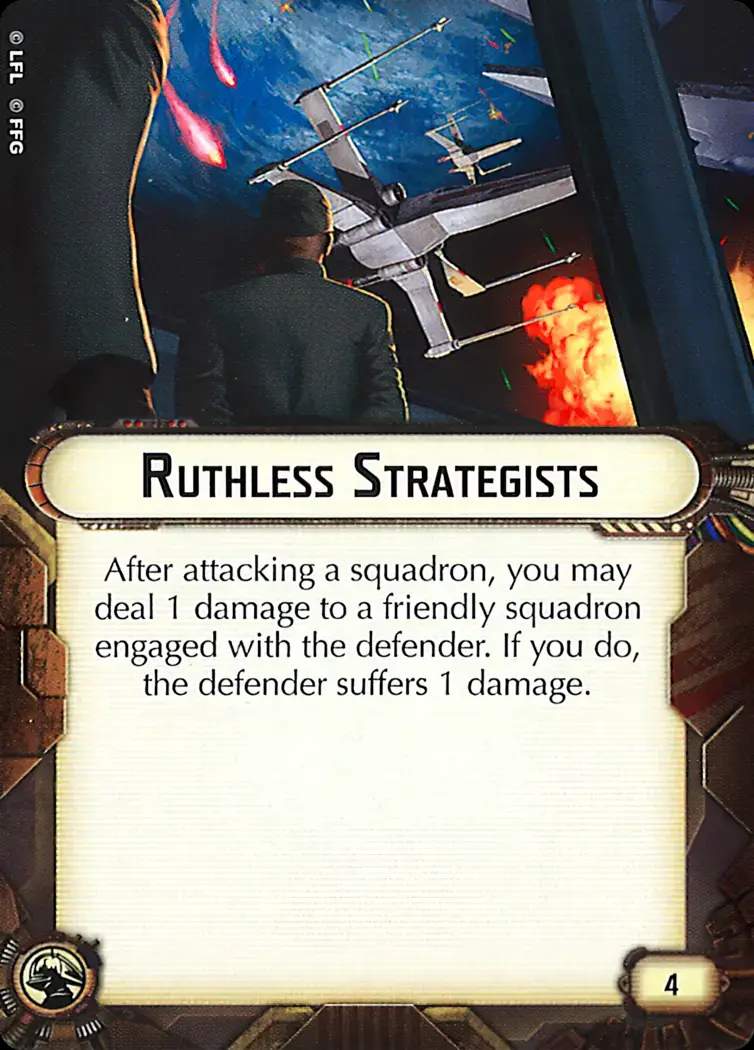 © LFL © FFG
Ruthless Strategists
After attacking a squadron, you may
deal 1 damage to a friendly squadron
engaged with the defender. If you do,
the defender suffers 1 damage.
4